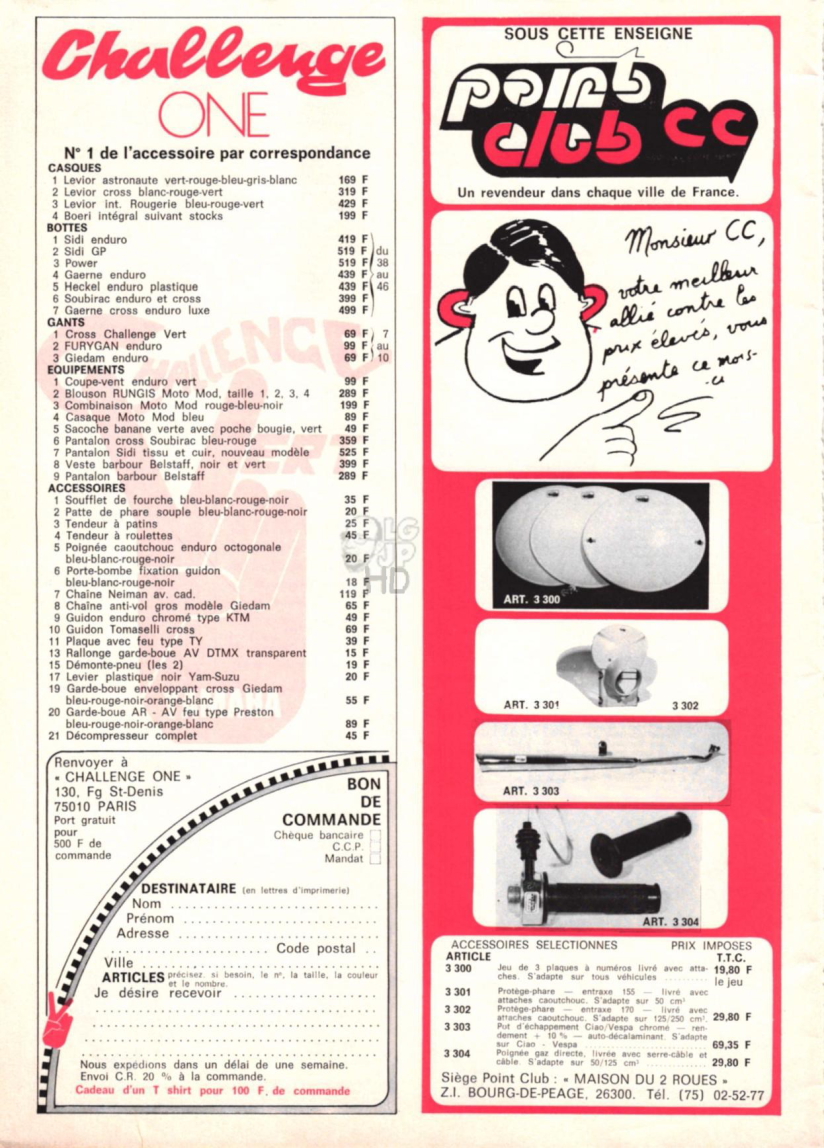 Challenge
ONE
N° 1 de l'accessoire par correspondance
CASQUES
1 Levior astronaute vert-rouge-bleu-gris-blanc 169 F
2 Levior cross blanc-rouge-vert 319 F
3 Levior int. Rougerie bleu-rouge-vert 429 F
4 Boeri intégral suivant stocks 199 F
BOTTES
1 Sidi enduro 419 F
2 Sidi GP 519 F du
3 Power 519 F 38
4 Gaerne enduro 439 F au
5 Heckel enduro plastique 439 F 46
6 Soubirac enduro et cross 399 F
7 Gaerne cross enduro luxe 499 F
GANTS
1 Cross Challenge Vert 69 F 7
2 FURYGAN enduro 99 F au
3 Giedam enduro 69 F 10
EQUIPEMENTS
1 Coupe-vent enduro vert 99 F
2 Blouson RUNGIS Moto Mod, taille 1, 2, 3, 4 289 F
3 Combinaison Moto Mod rouge-bleu-noir 199 F
4 Casaque Moto Mod bleu 89 F
5 Sacoche banane verte avec poche bougie, vert 49 F
6 Pantalon cross Soubirac bleu-rouge 359 F
7 Pantalon Sidi tissu et cuir, nouveau modèle 525 F
8 Veste barbour Belstaff, noir et vert 399 F
9 Pantalon barbour Belstaff 289 F
ACCESSOIRES
1 Soufflet de fourche bleu-blanc-rouge-noir 35 F
2 Patte de phare souple bleu-blanc-rouge-noir 20 F
3 Tendeur à patins 25 F
4 Tendeur à roulettes 45 F
5 Poignée caoutchouc enduro octogonale
bleu-blanc-rouge-noir 20 F
6 Porte-bombe fixation guidon
bleu-blanc-rouge-noir 18 F
7 Chaîne Neiman av. cad. 119 F
8 Chaîne anti-vol gros modèle Giedam 65 F
9 Guidon enduro chromé type KTM 49 F
10 Guidon Tomaselli cross 69 F
11 Plaque avec feu type TY 39 F
13 Rallonge garde-boue AV DTMX transparent 15 F
15 Démonte-pneu (les 2) 19 F
17 Levier plastique noir Yam-Suzu 20 F
19 Garde-boue enveloppant cross Giedam
bleu-rouge-noir-orange-blanc 55 F
20 Garde-boue AR - AV feu type Preston
bleu-rouge-noir-orange-blanc 89 F
21 Décompresseur complet 45 F
Renvoyer à
« CHALLENGE ONE »
130, Fg St-Denis
75010 PARIS
Port gratuit
pour
500 F de
commande
BON
DE
COMMANDE
Chèque bancaire
C.C.P.
Mandat
DESTINATAIRE (en lettres d'imprimerie)
Nom
Prénom
Adresse
Code postal
Ville
ARTICLES précisez, si besoin, le n°, la taille, la couleur
et le nombre.
Je désire recevoir
Nous expédions dans un délai de une semaine.
Envoi C.R. 20 % à la commande.
Cadeau d'un T shirt pour 100 F. de commande
SOUS CETTE ENSEIGNE
point
club cc
Un revendeur dans chaque ville de France.
Monsieur CC,
votre meilleur
allié contre les
prix élevés, vous
présente ce mois-
ci
ART. 3 300
ART. 3 301 3 302
ART. 3 303
ART. 3 304
ACCESSOIRES SELECTIONNES PRIX IMPOSES
ARTICLE T.T.C.
3 300 Jeu de 3 plaques à numéros livré avec atta- 19,80 F
ches. S'adapte sur tous véhicules le jeu
3 301 Protège-phare — entraxe 155 — livré avec
attaches caoutchouc. S'adapte sur 50 cm³
3 302 Protège-phare — entraxe 170 — livré avec
attaches caoutchouc. S'adapte sur 125/250 cm³. 29,80 F
3 303 Pot d'échappement Ciao/Vespa chromé — ren-
dement + 10 % — auto-décalaminant. S'adapte
sur Ciao - Vespa 69,35 F
3 304 Poignée gaz directe, livrée avec serre-câble et
câble. S'adapte sur 50/125 cm³ 29,80 F
Siège Point Club : « MAISON DU 2 ROUES »
Z.I. BOURG-DE-PEAGE, 26300. Tél. (75) 02-52-77